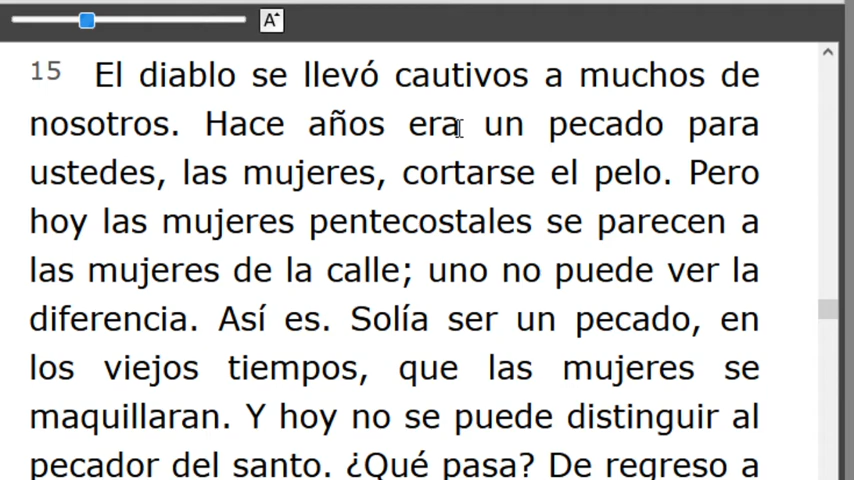 A
15 El diablo se llevó cautivos a muchos de
nosotros. Hace años era un pecado para
ustedes, las mujeres, cortarse el pelo. Pero
hoy las mujeres pentecostales se parecen a
las mujeres de la calle; uno no puede ver la
diferencia. Así es. Solía ser un pecado, en
los viejos tiempos, que las mujeres se
maquillaran. Y hoy no se puede distinguir al
pecador del santo. ¿Qué pasa? De regreso a